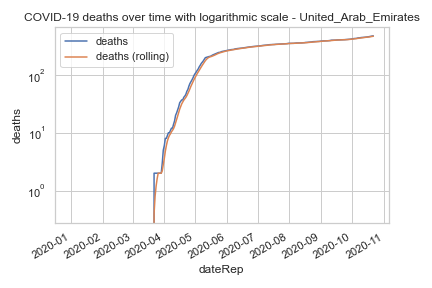 COVID-19 deaths over time with logarithmic scale - United_Arab_Emirates
deaths
deaths (rolling)
10²
10¹
10⁰
deaths
2020-01
2020-02
2020-03
2020-04
2020-05
2020-06
2020-07
2020-08
2020-09
2020-10
2020-11
dateRep